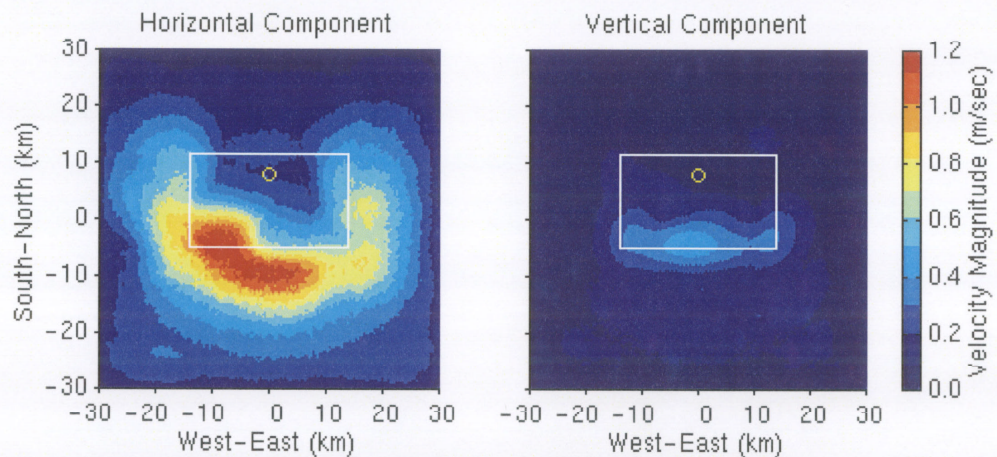 Horizontal Component
30
20
10
0
-10
-20
-30
South-North (km)
-30 -20 -10 0 10 20 30
West-East (km)
Vertical Component
-30 -20 -10 0 10 20 30
West-East (km)
1.2
1.0
0.8
0.6
0.4
0.2
0.0
Velocity Magnitude (m/sec)